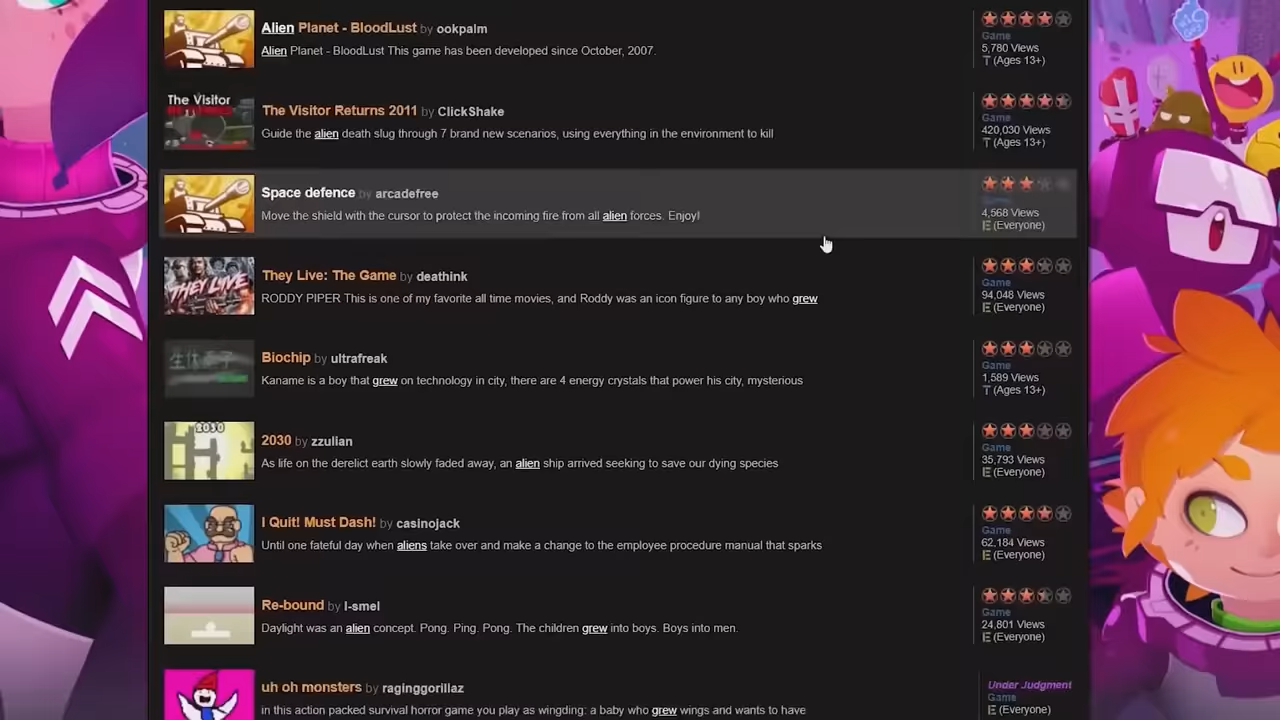 Alien Planet - BloodLust by ookpalm
Alien Planet - BloodLust This game has been developed since October, 2007.
Game
5,780 Views
T (Ages 13+)
The Visitor
The Visitor Returns 2011 by ClickShake
Guide the alien death slug through 7 brand new scenarios, using everything in the environment to kill
Game
420,030 Views
T (Ages 13+)
Space defence by arcadefree
Move the shield with the cursor to protect the incoming fire from all alien forces. Enjoy!
Game
4,568 Views
E (Everyone)
THEY LIVE
They Live: The Game by deathink
RODDY PIPER This is one of my favorite all time movies, and Roddy was an icon figure to any boy who grew
Game
94,048 Views
E (Everyone)
Biochip by ultrafreak
Kaname is a boy that grew on technology in city, there are 4 energy crystals that power his city, mysterious
Game
1,589 Views
T (Ages 13+)
2030
2030 by zzulian
As life on the derelict earth slowly faded away, an alien ship arrived seeking to save our dying species
Game
35,793 Views
E (Everyone)
I Quit! Must Dash! by casinojack
Until one fateful day when aliens take over and make a change to the employee procedure manual that sparks
Game
62,184 Views
E (Everyone)
Re-bound by I-smel
Daylight was an alien concept. Pong. Ping. Pong. The children grew into boys. Boys into men.
Game
24,801 Views
E (Everyone)
uh oh monsters by raginggorillaz
in this action packed survival horror game you play as wingding: a baby who grew wings and wants to have
Under Judgment
Game
E (Everyone)